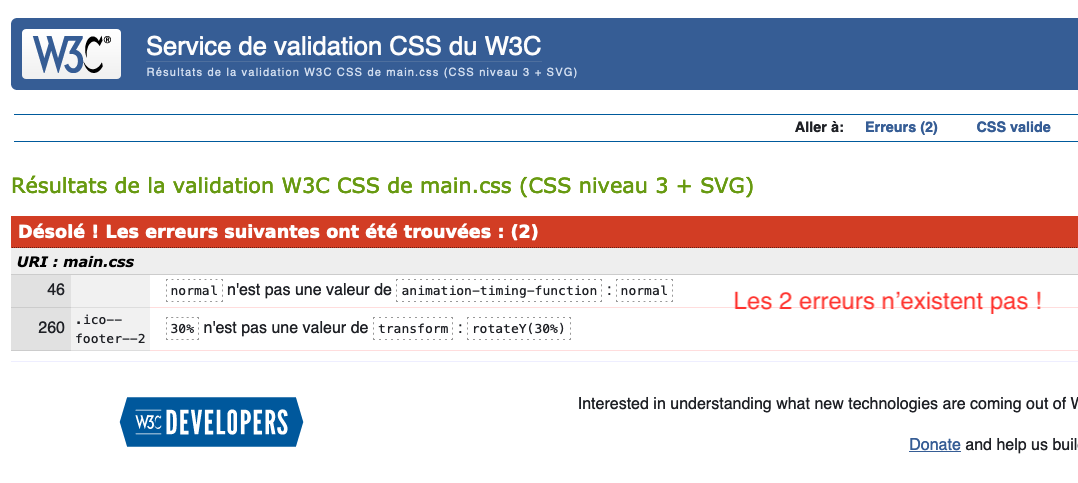 W3C®
Service de validation CSS du W3C
Résultats de la validation W3C CSS de main.css (CSS niveau 3 + SVG)
Aller à: Erreurs (2) CSS valide
Résultats de la validation W3C CSS de main.css (CSS niveau 3 + SVG)
Désolé ! Les erreurs suivantes ont été trouvées : (2)
URI : main.css
46 normal n'est pas une valeur de animation-timing-function : normal
Les 2 erreurs n'existent pas !
260 .ico--footer--2 30% n'est pas une valeur de transform : rotateY(30%)
W3C DEVELOPERS
Interested in understanding what new technologies are coming out of W
Donate and help us buil